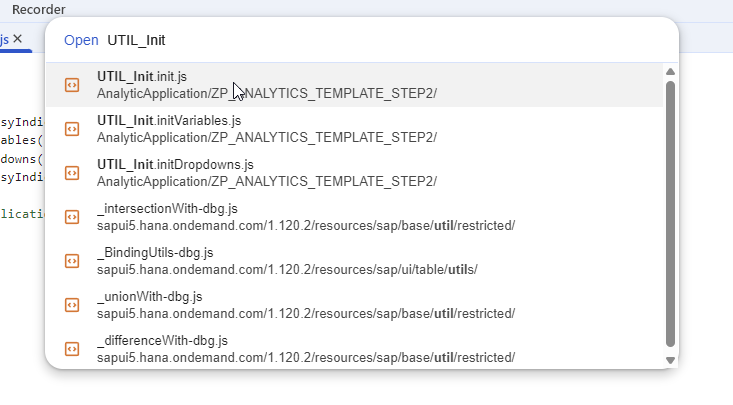 Recorder
js ×
Open UTIL_Init
UTIL_Init.init.js
AnalyticApplication/ZP_ANALYTICS_TEMPLATE_STEP2/
UTIL_Init.initVariables.js
AnalyticApplication/ZP_ANALYTICS_TEMPLATE_STEP2/
UTIL_Init.initDropdowns.js
AnalyticApplication/ZP_ANALYTICS_TEMPLATE_STEP2/
_intersectionWith-dbg.js
sapui5.hana.ondemand.com/1.120.2/resources/sap/base/util/restricted/
_BindingUtils-dbg.js
sapui5.hana.ondemand.com/1.120.2/resources/sap/ui/table/utils/
_unionWith-dbg.js
sapui5.hana.ondemand.com/1.120.2/resources/sap/base/util/restricted/
_differenceWith-dbg.js
sapui5.hana.ondemand.com/1.120.2/resources/sap/base/util/restricted/
syIndi
ables(
downs(
syIndi
licatio